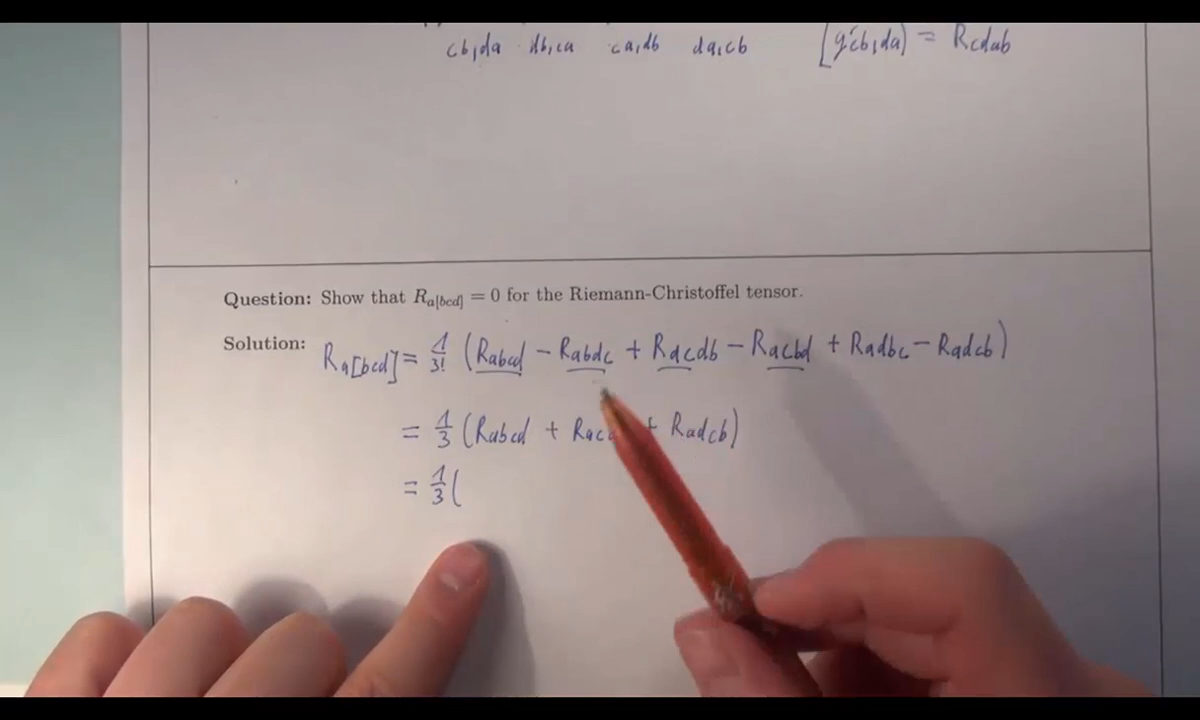 cb,da db,ca ca,db da,cb [g´cb,da) = Rcdab
Question: Show that Ra[bcd] = 0 for the Riemann-Christoffel tensor.
Solution: Ra[bcd] = 1/3! (Rabcd - Rabdc + Racdb - Racbd + Radbc - Radcb)
= 1/3 (Rabcd + Rac + Radcb)
= 1/3 (